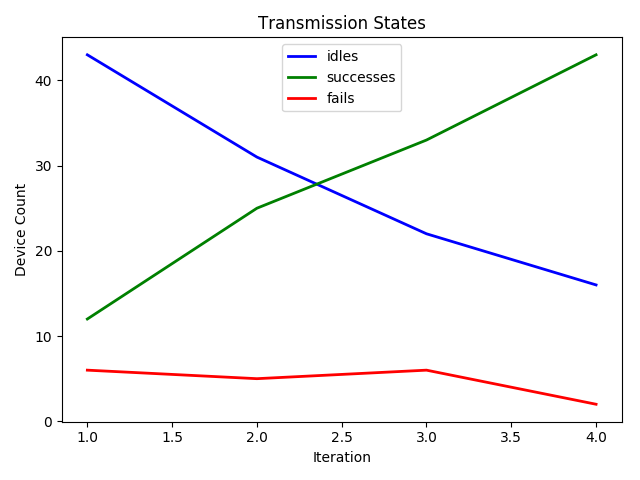 Transmission States
idles
successes
fails
Device Count
40
30
20
10
0
1.0 1.5 2.0 2.5 3.0 3.5 4.0
Iteration